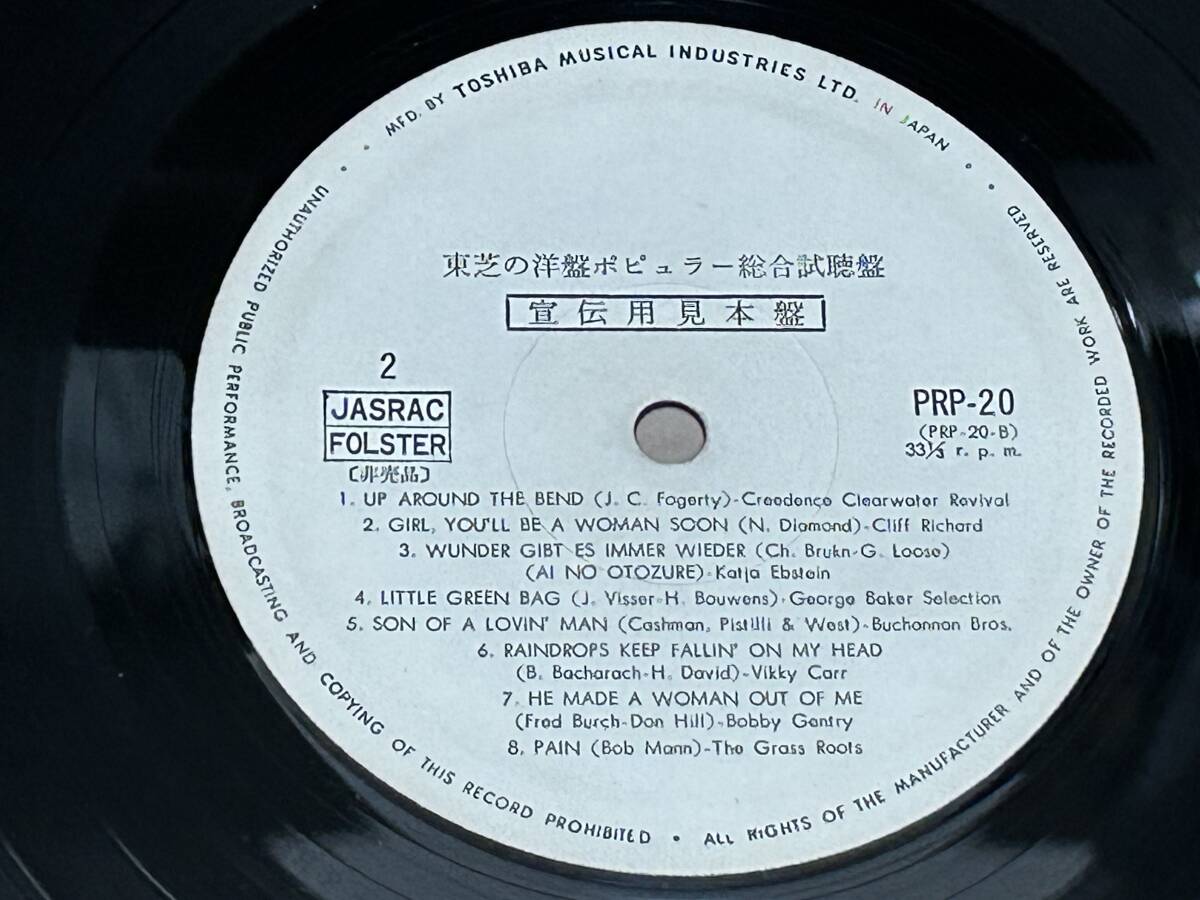 MFD. BY TOSHIBA MUSICAL INDUSTRIES LTD. IN JAPAN
東芝の洋盤ポピュラー総合試聴盤
宣伝用見本盤
2
JASRAC
FOLSTER
〔非売品〕
PRP-20
(PRP-20-B)
33⅓ r. p. m.
1. UP AROUND THE BEND (J. C. Fogerty)-Creedence Clearwater Revival
2. GIRL, YOU'LL BE A WOMAN SOON (N. Diamond)-Cliff Richard
3. WUNDER GIBT ES IMMER WIEDER (Ch. Brukn-G. Loose)
(AI NO OTOZURE)-Katja Ebstein
4. LITTLE GREEN BAG (J. Visser-H. Bouwens)-George Baker Selection
5. SON OF A LOVIN' MAN (Cashman, Pistilli & West)-Buchannan Bros.
6. RAINDROPS KEEP FALLIN' ON MY HEAD
(B. Bacharach-H. David)-Vikky Carr
7. HE MADE A WOMAN OUT OF ME
(Fred Burch-Don Hill)-Bobby Gentry
8. PAIN (Bob Mann)-The Grass Roots
UNAUTHORIZED PUBLIC PERFORMANCE, BROADCASTING AND COPYING OF THIS RECORD PROHIBITED • ALL RIGHTS OF THE MANUFACTURER AND OF THE OWNER OF THE RECORDED WORK ARE RESERVED